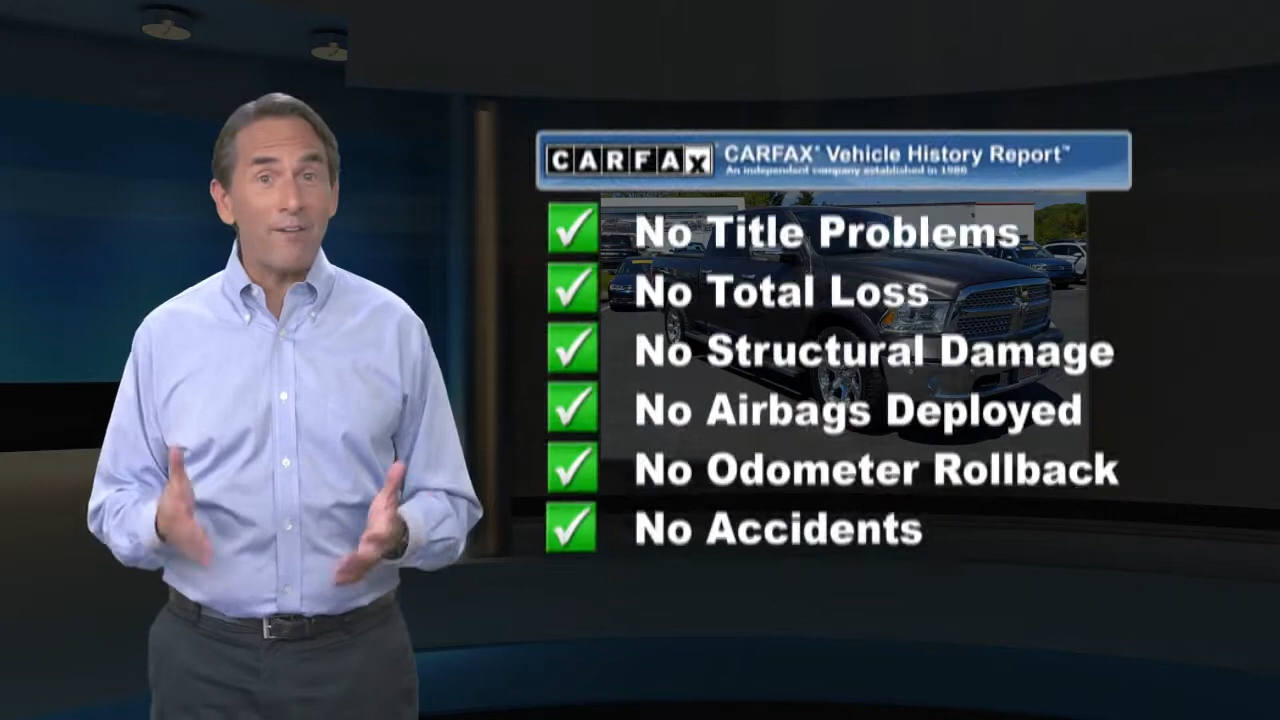 CARFAX
CARFAX® Vehicle History Report™
An independent company established in 1986
No Title Problems
No Total Loss
No Structural Damage
No Airbags Deployed
No Odometer Rollback
No Accidents